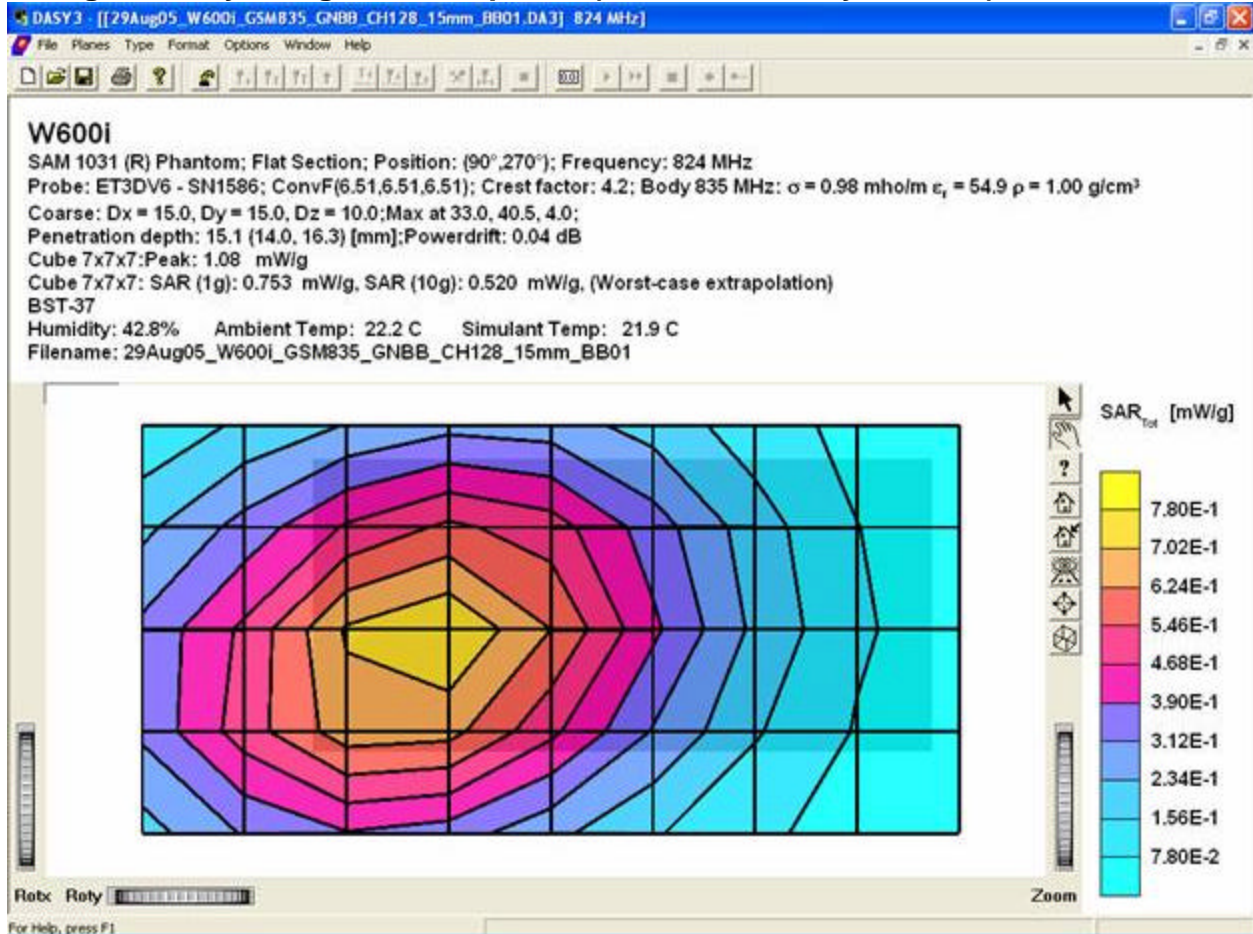 DASY3 - [[29Aug05_W600i_GSM835_GNBB_CH128_15mm_BB01.DA3] 824 MHz]
File Planes Type Format Options Window Help
W600i
SAM 1031 (R) Phantom; Flat Section; Position: (90°,270°); Frequency: 824 MHz
Probe: ET3DV6 - SN1586; ConvF(6.51,6.51,6.51); Crest factor: 4.2; Body 835 MHz: σ = 0.98 mho/m εr = 54.9 ρ = 1.00 g/cm³
Coarse: Dx = 15.0, Dy = 15.0, Dz = 10.0;Max at 33.0, 40.5, 4.0;
Penetration depth: 15.1 (14.0, 16.3) [mm];Powerdrift: 0.04 dB
Cube 7x7x7:Peak: 1.08 mW/g
Cube 7x7x7: SAR (1g): 0.753 mW/g, SAR (10g): 0.520 mW/g, (Worst-case extrapolation)
BST-37
Humidity: 42.8% Ambient Temp: 22.2 C Simulant Temp: 21.9 C
Filename: 29Aug05_W600i_GSM835_GNBB_CH128_15mm_BB01
SARTot [mW/g]
7.80E-1
7.02E-1
6.24E-1
5.46E-1
4.68E-1
3.90E-1
3.12E-1
2.34E-1
1.56E-1
7.80E-2
Rotx Roty Zoom
For Help, press F1